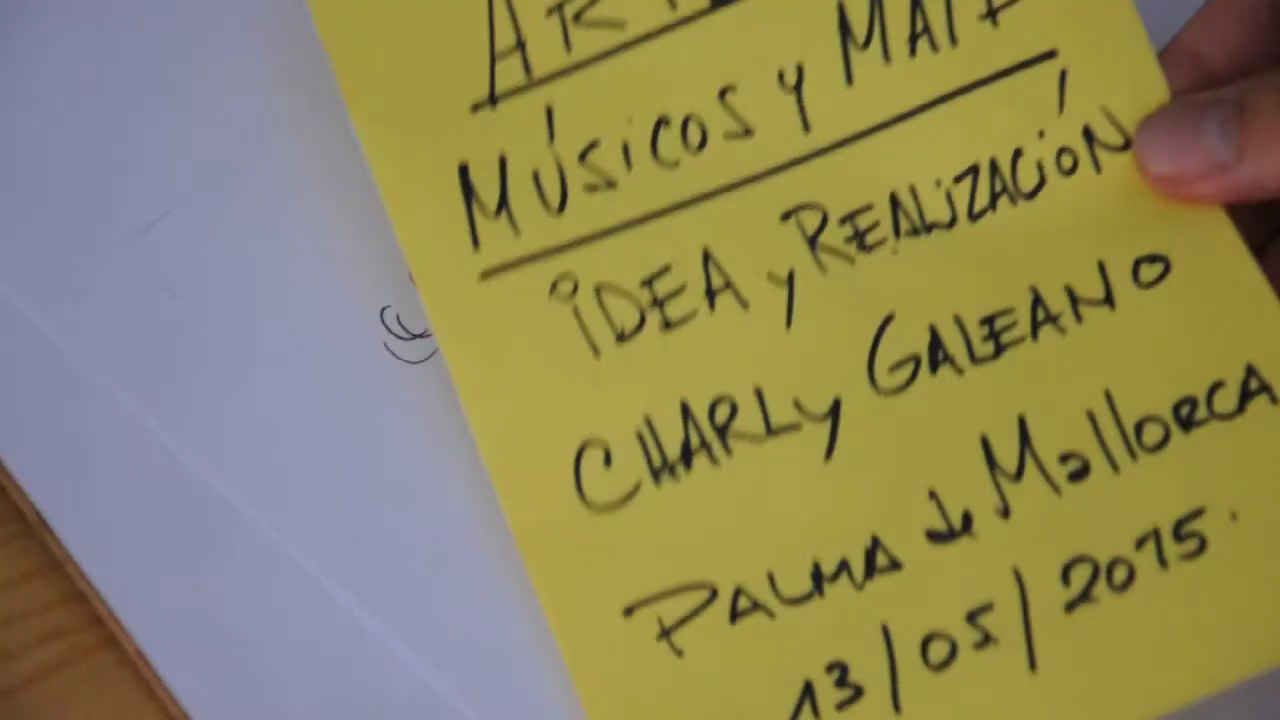 MÚSICOS y
IDEA y REALIZACIÓN
CHARLY GALEANO
PALMA de MAllORCA
13/05/2015.